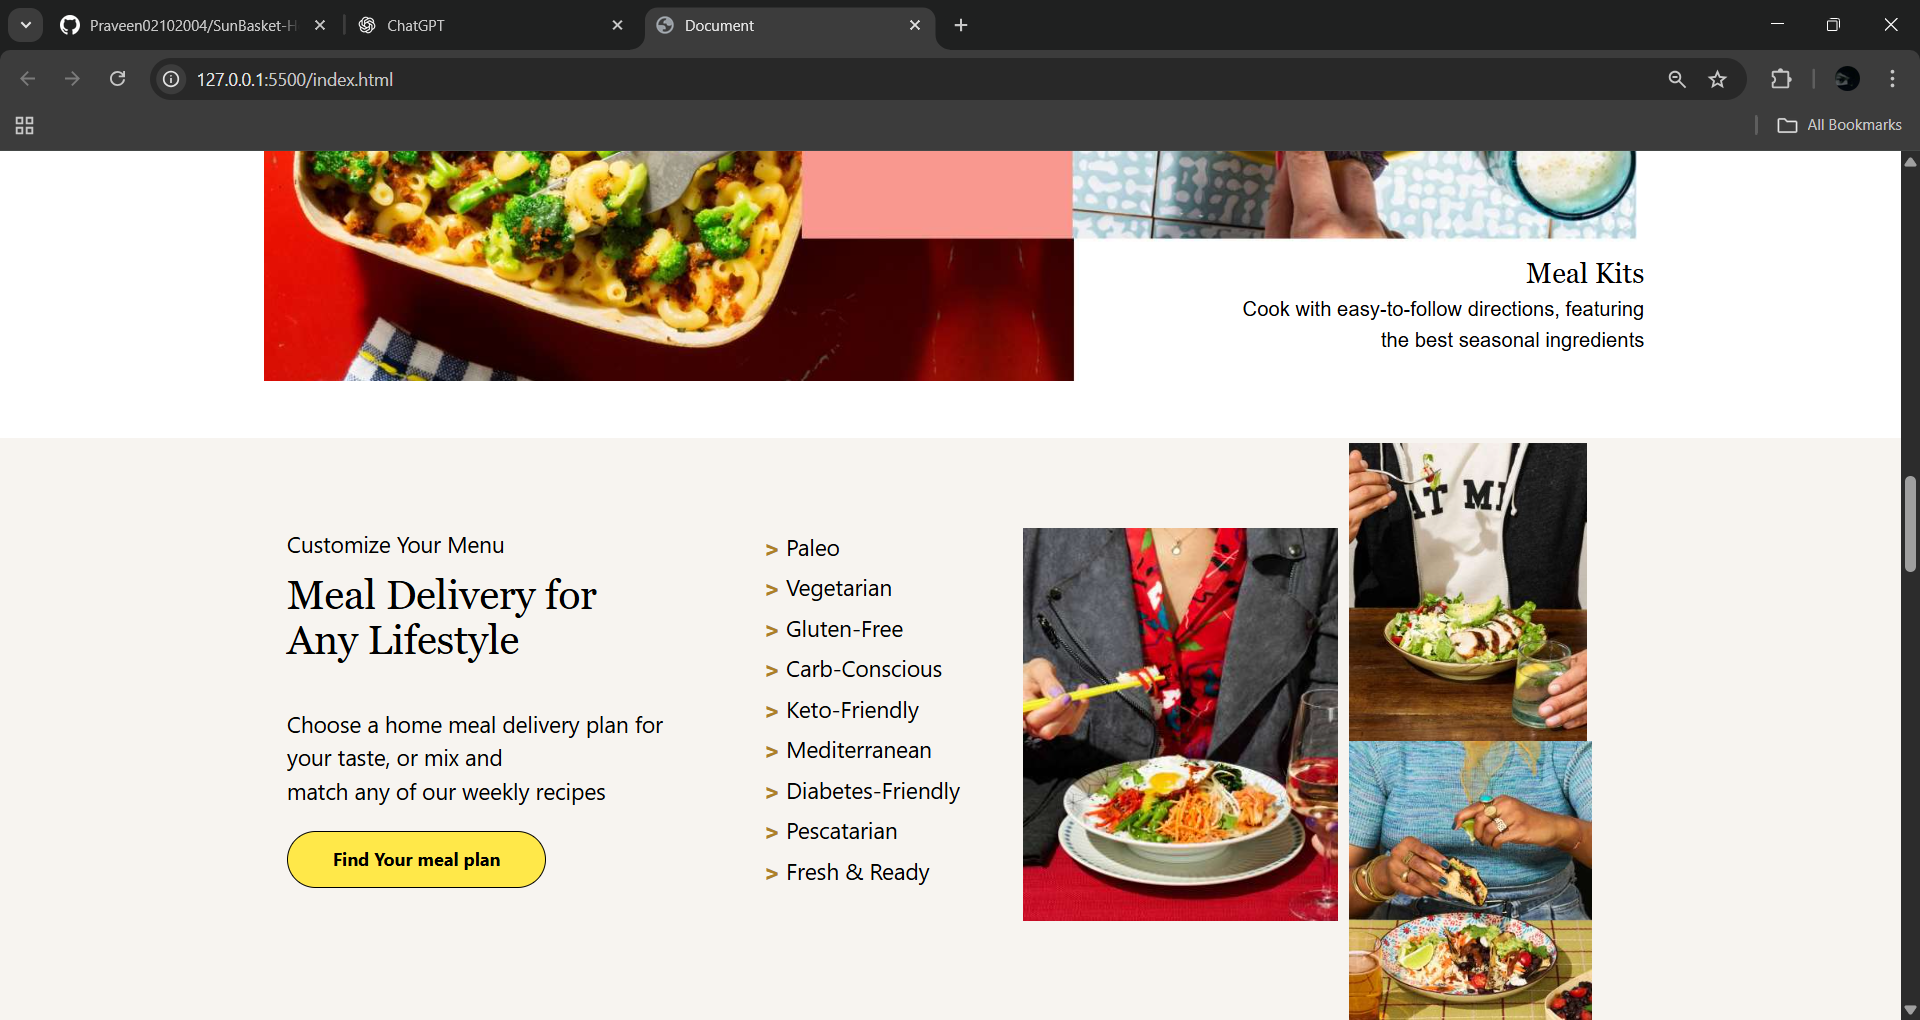 Praveen02102004/SunBasket-H
ChatGPT
Document
127.0.0.1:5500/index.html
All Bookmarks
Meal Kits
Cook with easy-to-follow directions, featuring
the best seasonal ingredients
Customize Your Menu
Meal Delivery for
Any Lifestyle
Choose a home meal delivery plan for
your taste, or mix and
match any of our weekly recipes
Find Your meal plan
> Paleo
> Vegetarian
> Gluten-Free
> Carb-Conscious
> Keto-Friendly
> Mediterranean
> Diabetes-Friendly
> Pescatarian
> Fresh & Ready